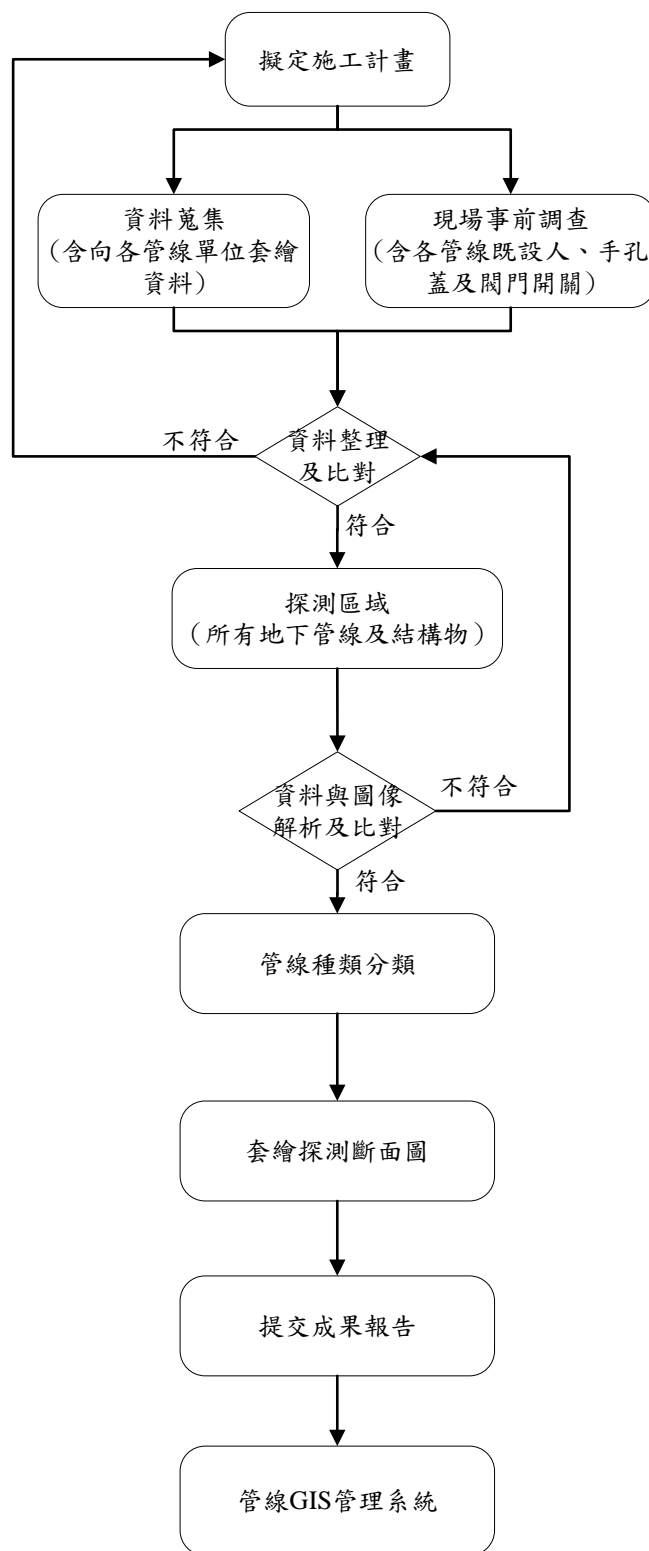 擬定施工計畫
資料蒐集
（含向各管線單位套繪
資料）
現場事前調查
（含各管線既設人、手孔
蓋及閥門開關）
不符合
資料整理
及比對
符合
探測區域
（所有地下管線及結構物）
資料與圖像
解析及比對
不符合
符合
管線種類分類
套繪探測斷面圖
提交成果報告
管線GIS管理系統